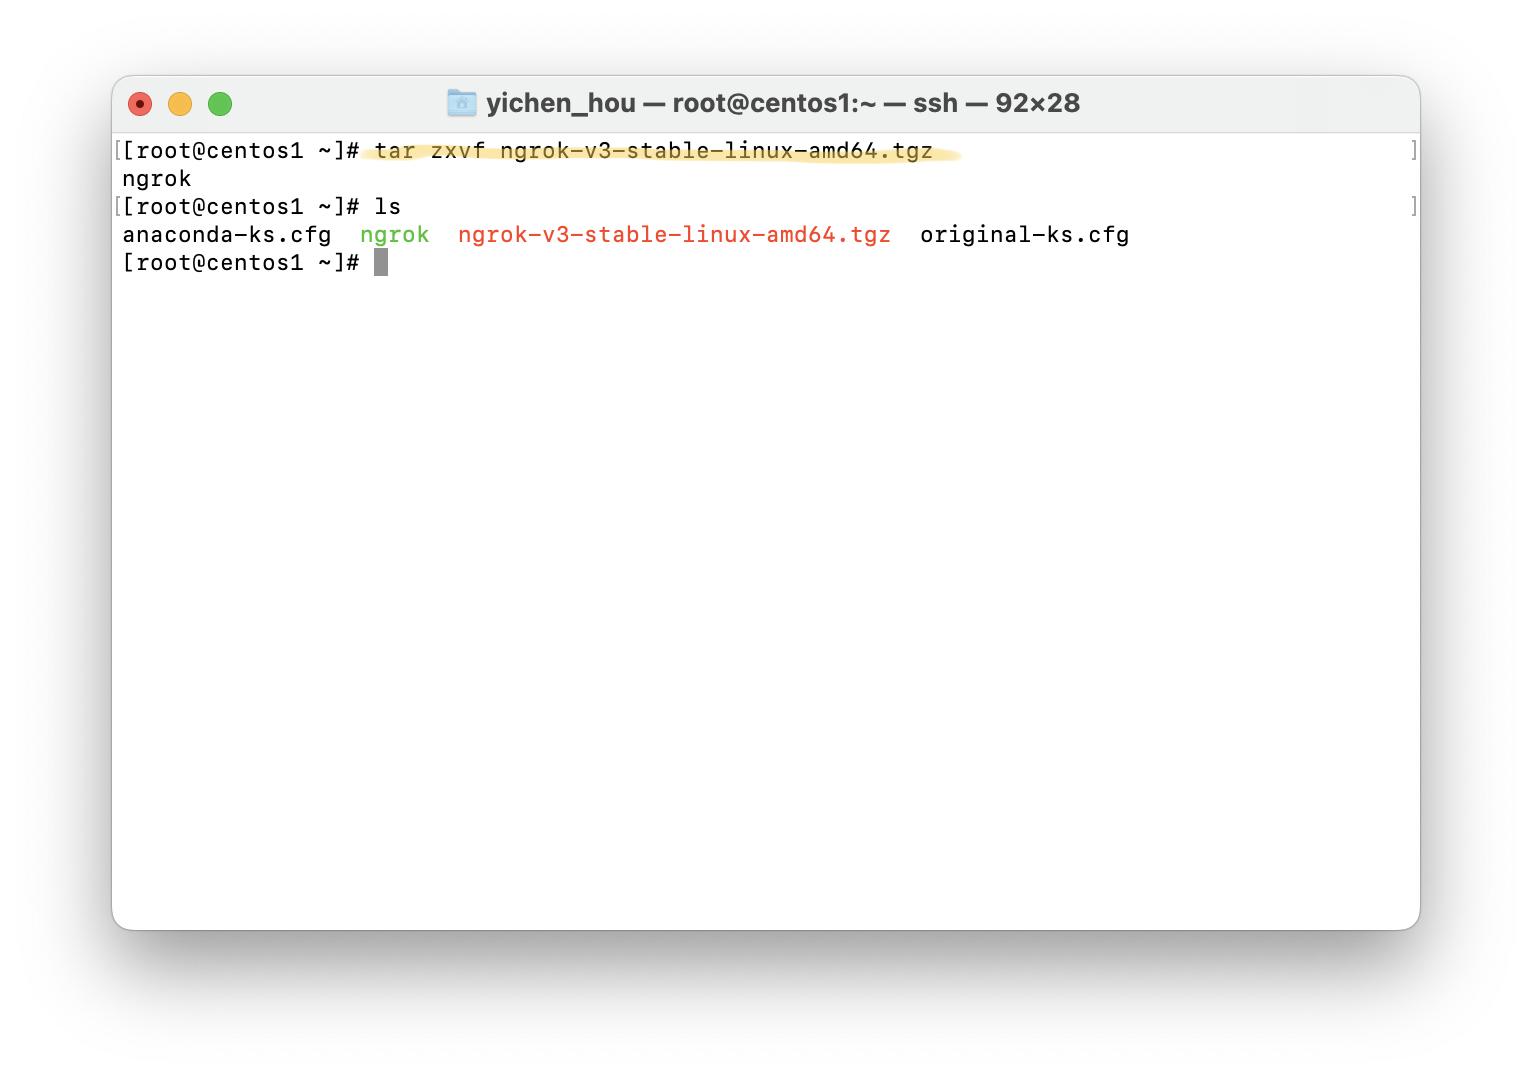 yichen_hou — root@centos1:~ — ssh — 92×28
[[root@centos1 ~]# tar zxvf ngrok-v3-stable-linux-amd64.tgz ]
ngrok
[[root@centos1 ~]# ls ]
anaconda-ks.cfg  ngrok  ngrok-v3-stable-linux-amd64.tgz  original-ks.cfg
[root@centos1 ~]#